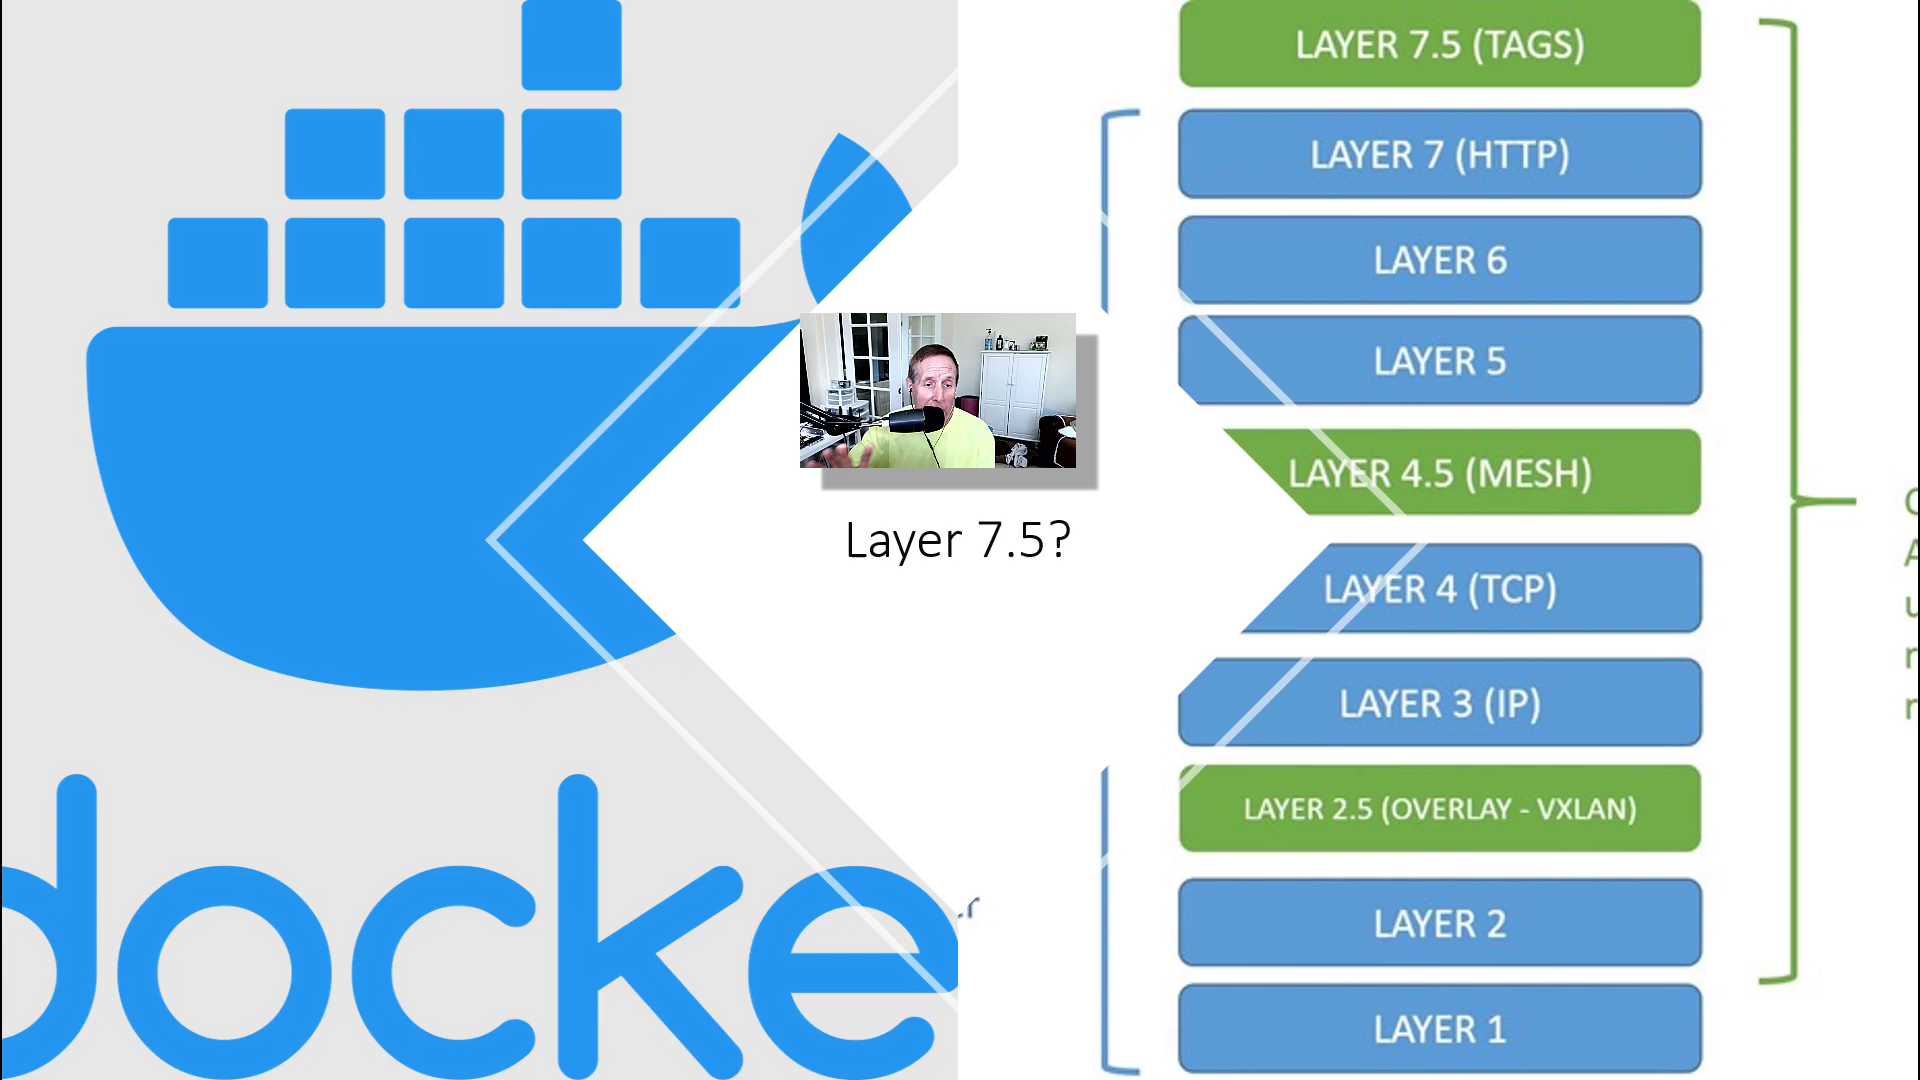 docke
Layer 7.5?
LAYER 7.5 (TAGS)
LAYER 7 (HTTP)
LAYER 6
LAYER 5
LAYER 4.5 (MESH)
LAYER 4 (TCP)
LAYER 3 (IP)
LAYER 2.5 (OVERLAY - VXLAN)
LAYER 2
LAYER 1